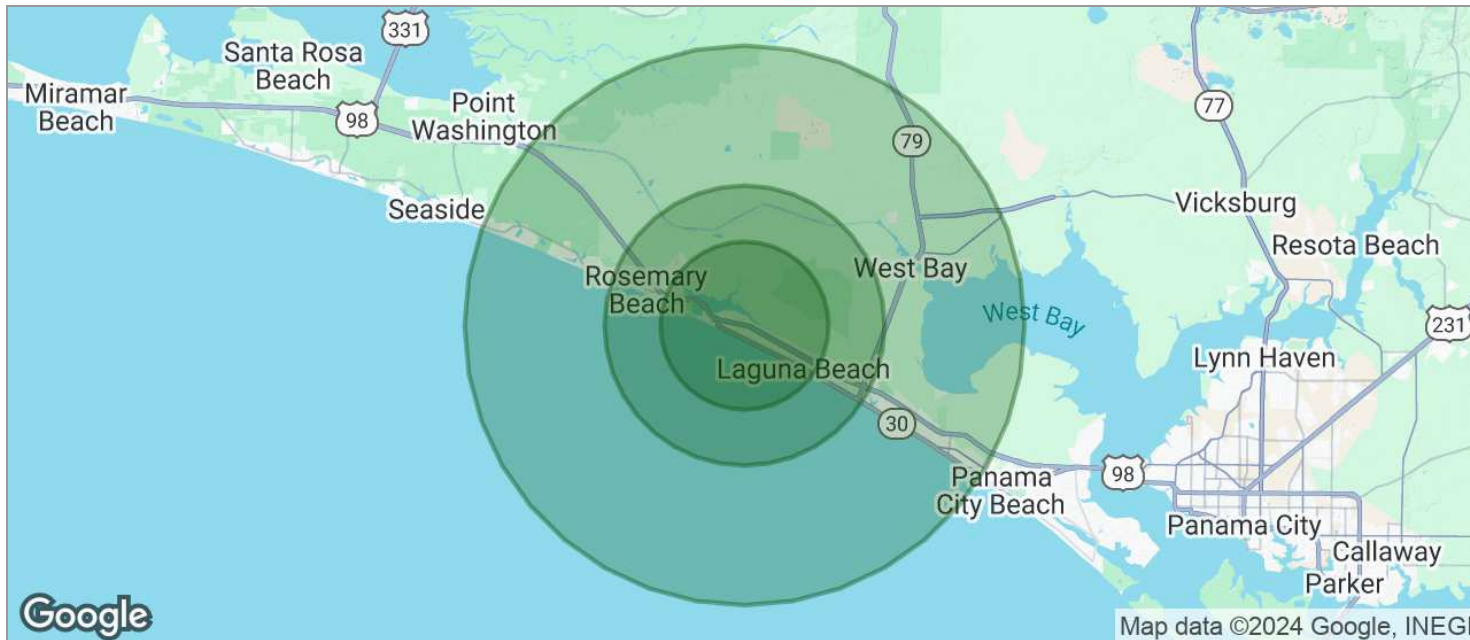 331
Santa Rosa
Beach
Miramar
Beach
98
Point
Washington
77
79
Seaside
Vicksburg
Resota Beach
Rosemary
Beach
West Bay
West Bay
231
Lynn Haven
Laguna Beach
30
98
Panama
City Beach
Panama City
Callaway
Parker
Google
Map data ©2024 Google, INEGI